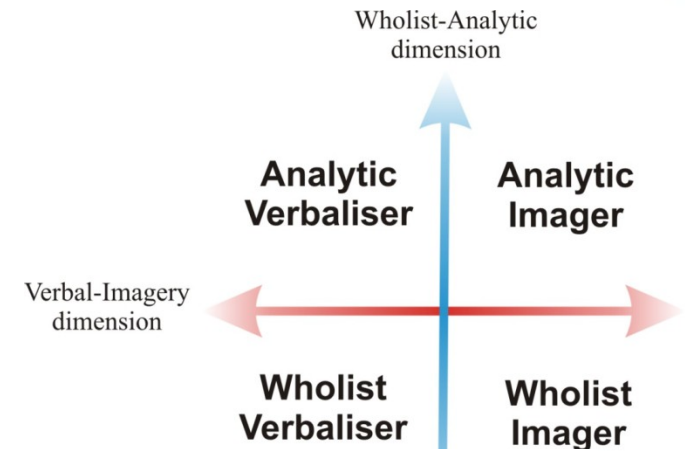 Wholist-Analytic
dimension
Analytic
Verbaliser
Analytic
Imager
Verbal-Imagery
dimension
Wholist
Verbaliser
Wholist
Imager